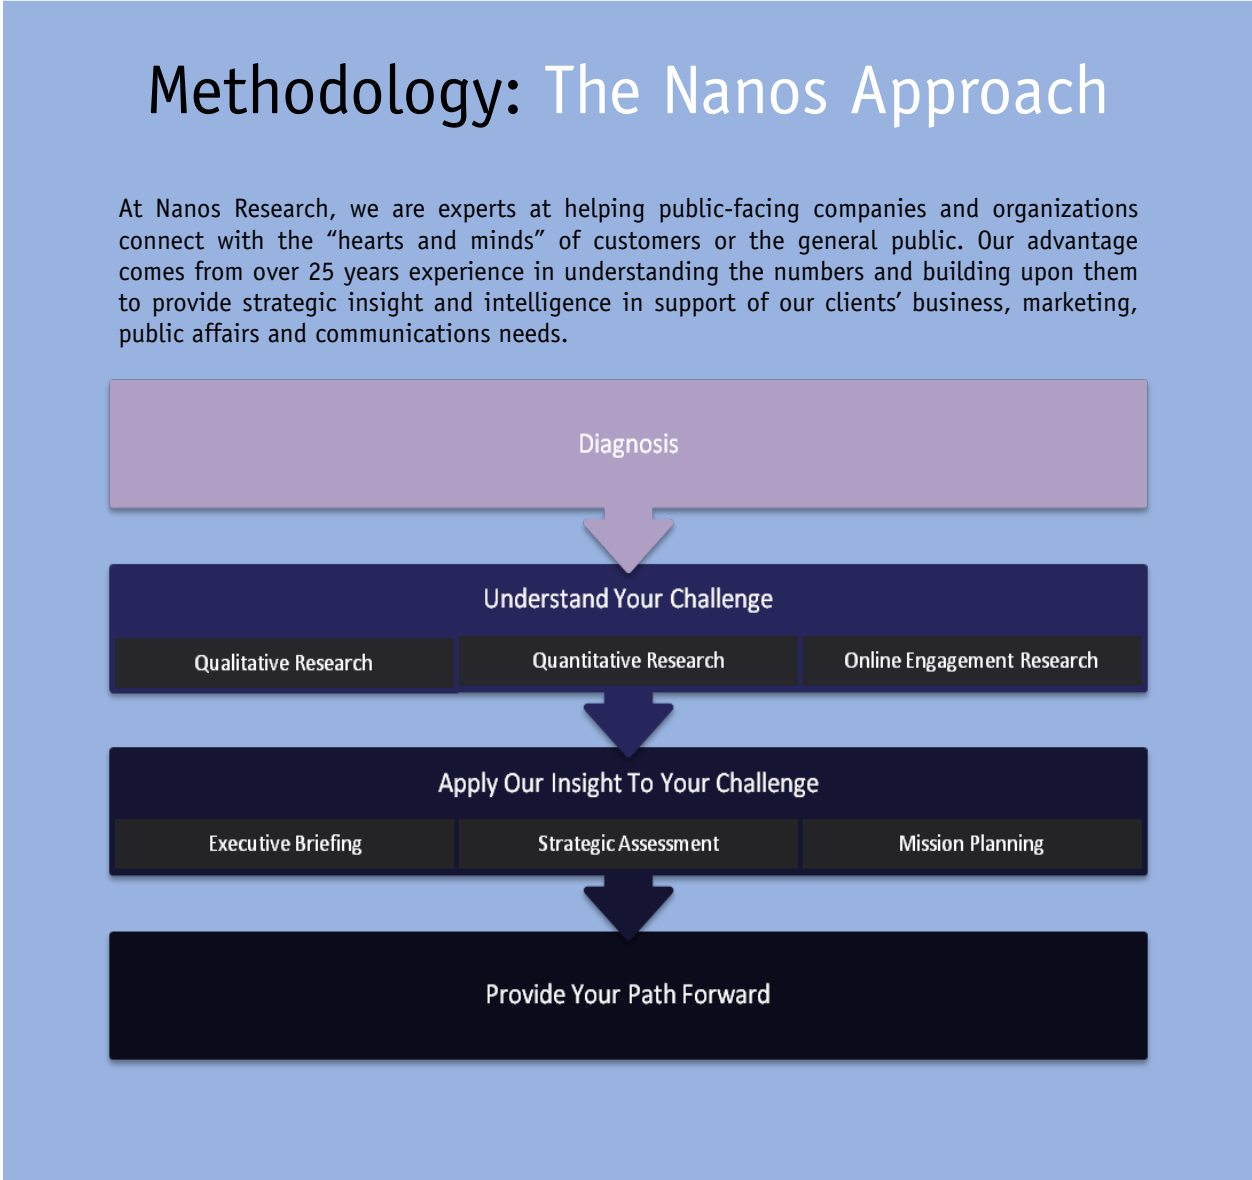 Methodology: The Nanos Approach
At Nanos Research, we are experts at helping public-facing companies and organizations
connect with the “hearts and minds” of customers or the general public. Our advantage
comes from over 25 years experience in understanding the numbers and building upon them
to provide strategic insight and intelligence in support of our clients’ business, marketing,
public affairs and communications needs.
Diagnosis
Understand Your Challenge
Qualitative Research
Quantitative Research
Online Engagement Research
Apply Our Insight To Your Challenge
Executive Briefing
Strategic Assessment
Mission Planning
Provide Your Path Forward